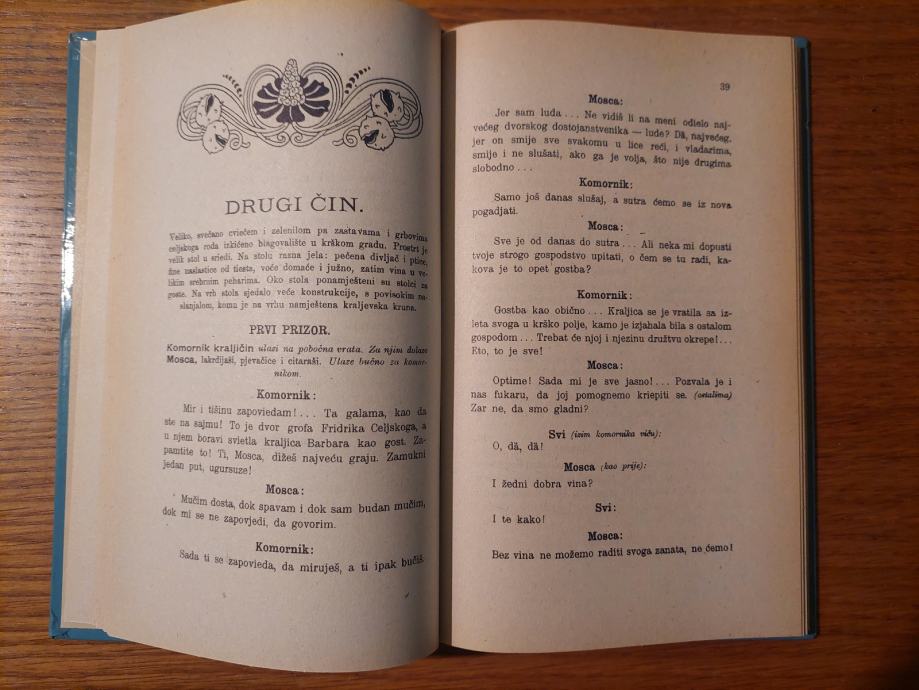 DRUGI ČIN.
Veliko, svečano cviećem i zelenilom pa zastavama i grbovima
celjskoga roda izkićeno blagovalište u krškom gradu. Prostrt je
velik stol u sriedi. Na stolu razna jela: pečena divljač i ptice,
fine naslastice od tiesta, voće domaće i južno, zatim vina u ve-
likim srebrnim peharima. Oko stola ponamješteni su stolci za
goste. Na vrh stola sjedalo veće konstrukcije, s povisokim na-
slanjalom, komu je na vrhu namještena kraljevska kruna.
PRVI PRIZOR.
Komornik kraljičin ulazi na pobočna vrata. Za njim dolaze
Mosca, lakrdijaši, pjevačice i citaraši. Ulaze bučno za komor-
nikom.
Komornik:
Mir i tišinu zapoviedam!... Ta galama, kao da
ste na sajmu! To je dvor grofa Fridrika Celjskoga, a
u njem boravi svietla kraljica Barbara kao gost. Za-
pamtite to! Ti, Mosca, dižeš najveću graju. Zamukni
jedan put, ugursuze!
Mosca:
Mučim dosta, dok spavam i dok sam budan mučim,
dok mi se ne zapovjedi, da govorim.
Komornik:
Sada ti se zapovieda, da miruješ, a ti ipak bučiš.
39
Mosca:
Jer sam luda... Ne vidiš li na meni odielo naj-
većeg dvorskog dostojanstvenika — lude? Dâ, najvećeg,
jer on smije sve svakomu u lice reći, i vladarima,
smije i ne slušati, ako ga je volja, što nije drugima
slobodno...
Komornik:
Samo još danas slušaj, a sutra ćemo se iz nova
pogadjati.
Mosca:
Sve je od danas do sutra... Ali neka mi dopusti
tvoje strogo gospodstvo upitati, o čem se tu radi, ka-
kova je to opet gostba?
Komornik:
Gostba kao obično... Kraljica se je vratila sa iz-
leta svoga u krško polje, kamo je izjahala bila s ostalom
gospodom... Trebat će njoj i njezinu družtvu okrepe!...
Eto, to je sve!
Mosca:
Optime! Sada mi je sve jasno!... Pozvala je i
nas fukaru, da joj pomognemo kriepiti se. (ostalima)
Zar ne, da smo gladni?
Svi (izim komornika viču):
O, dâ, dâ!
Mosca (kao prije):
I žedni dobra vina?
Svi:
I te kako!
Mosca:
Bez vina ne možemo raditi svoga zanata, ne ćemo!